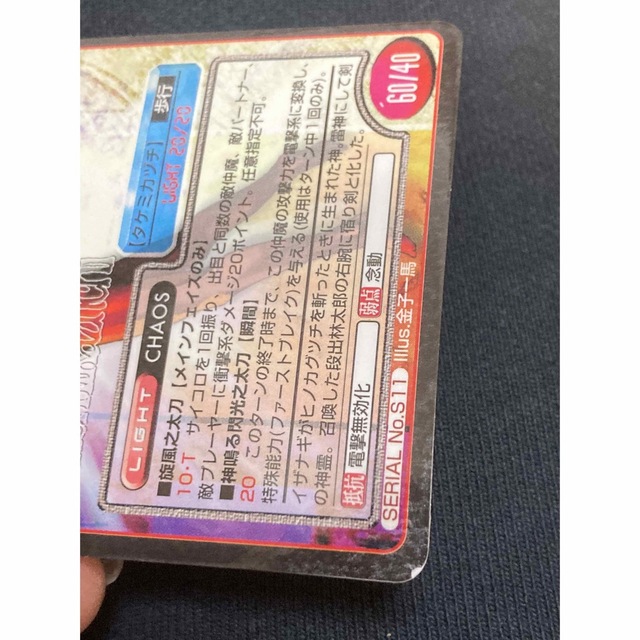 【タケミカヅチ】
歩行
LIGHT 25/20
LIGHT CHAOS
■旋風之太刀【メインフェイズのみ】
10・T サイコロを1回振り、出目と同数の敵仲魔、敵パートナー、
敵プレーヤーに衝撃系ダメージ20ポイント。任意指定不可。
■神鳴る閃光之太刀【瞬間】
20 このターンの終了時まで、この仲魔の攻撃力を電撃系に変換し、
特殊能力(ファーストブレイク)を与える(使用はターン中1回のみ)。
イザナギがヒノカグツチを斬ったときに生まれた神。雷神にして剣
の神霊。召喚した段出林太郎の右腕に宿り剣と化した。
抵抗 電撃無効化 弱点 念動
SERIAL No.S11 Illus.金子一馬
60/40